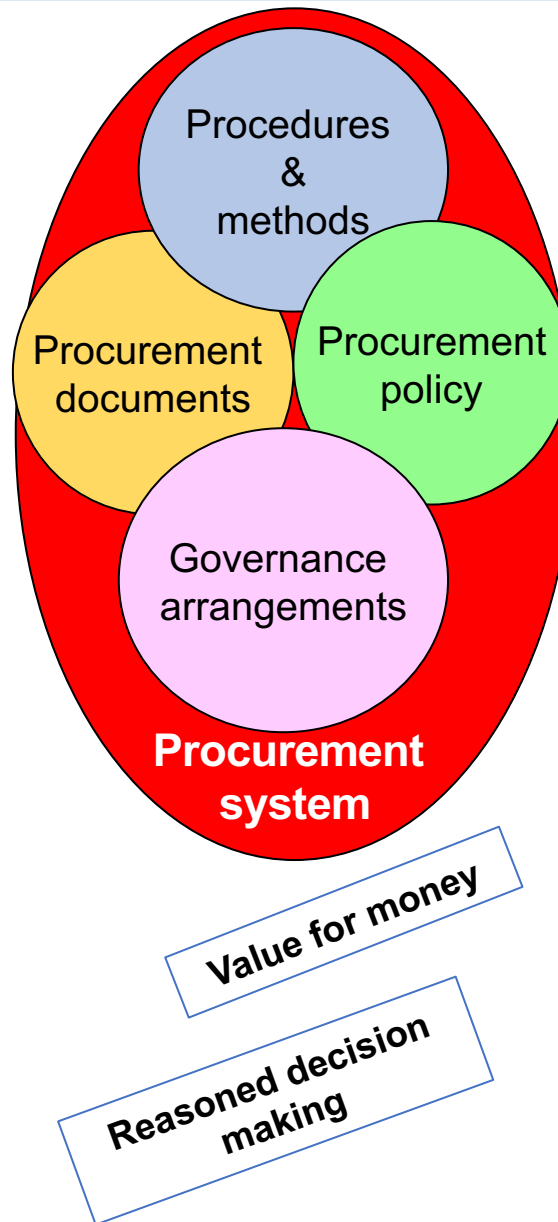 Procedures
&
methods
Procurement
documents
Procurement
policy
Governance
arrangements
Procurement
system
Value for money
Reasoned decision
making